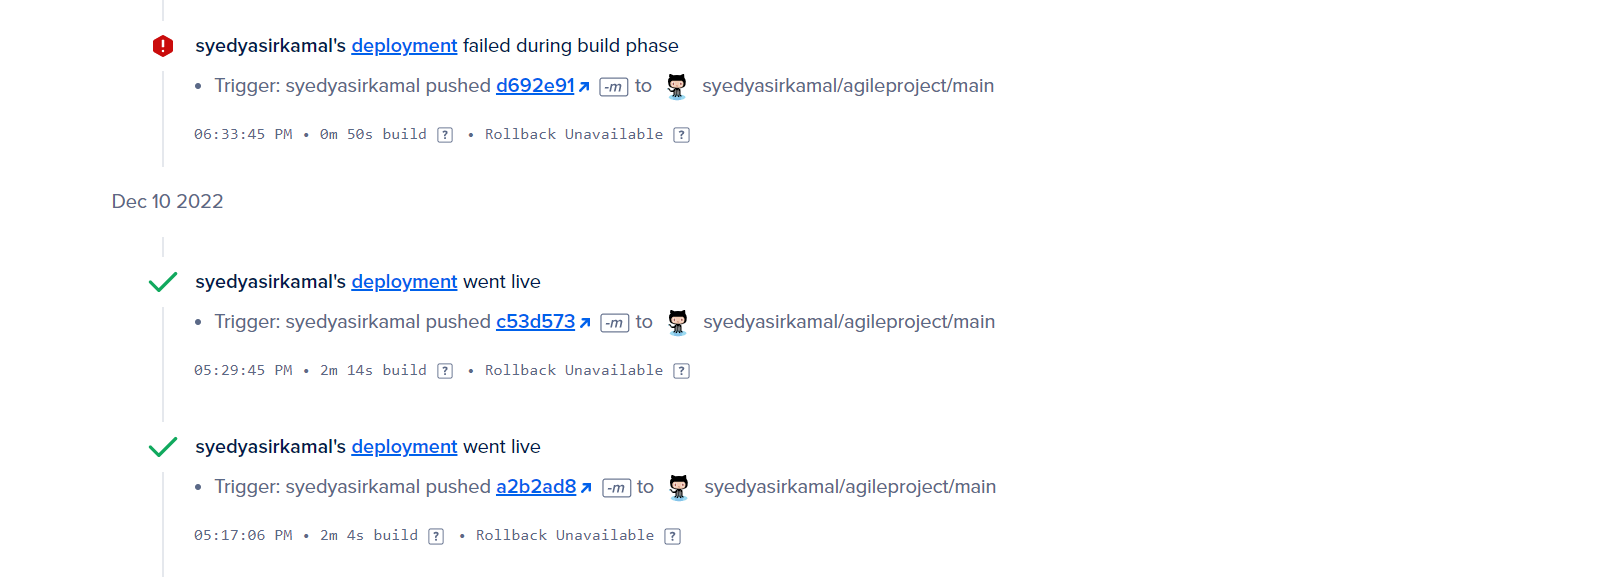 syedyasirkamal's deployment failed during build phase
• Trigger: syedyasirkamal pushed d692e91 -m to syedyasirkamal/agileproject/main
06:33:45 PM • 0m 50s build ? • Rollback Unavailable ?
Dec 10 2022
syedyasirkamal's deployment went live
• Trigger: syedyasirkamal pushed c53d573 -m to syedyasirkamal/agileproject/main
05:29:45 PM • 2m 14s build ? • Rollback Unavailable ?
syedyasirkamal's deployment went live
• Trigger: syedyasirkamal pushed a2b2ad8 -m to syedyasirkamal/agileproject/main
05:17:06 PM • 2m 4s build ? • Rollback Unavailable ?